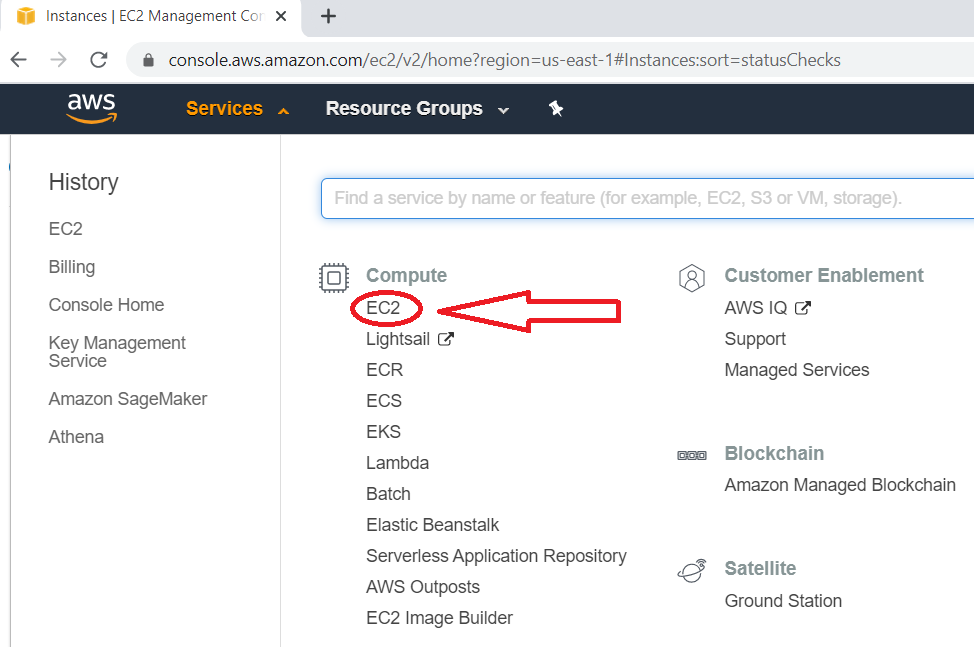 Instances | EC2 Management Cor
console.aws.amazon.com/ec2/v2/home?region=us-east-1#Instances:sort=statusChecks
aws
Services
Resource Groups
History
EC2
Billing
Console Home
Key Management
Service
Amazon SageMaker
Athena
Find a service by name or feature (for example, EC2, S3 or VM, storage).
Compute
EC2
Lightsail
ECR
ECS
EKS
Lambda
Batch
Elastic Beanstalk
Serverless Application Repository
AWS Outposts
EC2 Image Builder
Customer Enablement
AWS IQ
Support
Managed Services
Blockchain
Amazon Managed Blockchain
Satellite
Ground Station